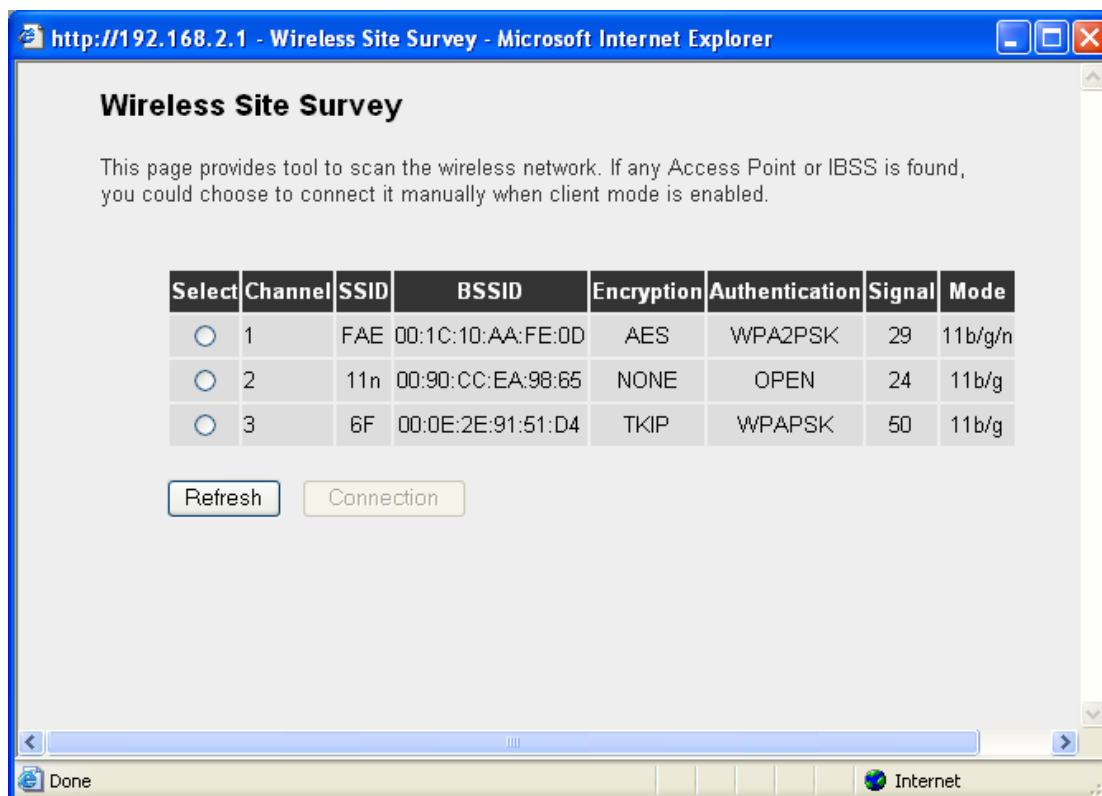 http://192.168.2.1 - Wireless Site Survey - Microsoft Internet Explorer
Wireless Site Survey
This page provides tool to scan the wireless network. If any Access Point or IBSS is found,
you could choose to connect it manually when client mode is enabled.
Select Channel SSID BSSID Encryption Authentication Signal Mode
1 FAE 00:1C:10:AA:FE:0D AES WPA2PSK 29 11b/g/n
2 11n 00:90:CC:EA:98:65 NONE OPEN 24 11b/g
3 6F 00:0E:2E:91:51:D4 TKIP WPAPSK 50 11b/g
Refresh Connection
Done Internet